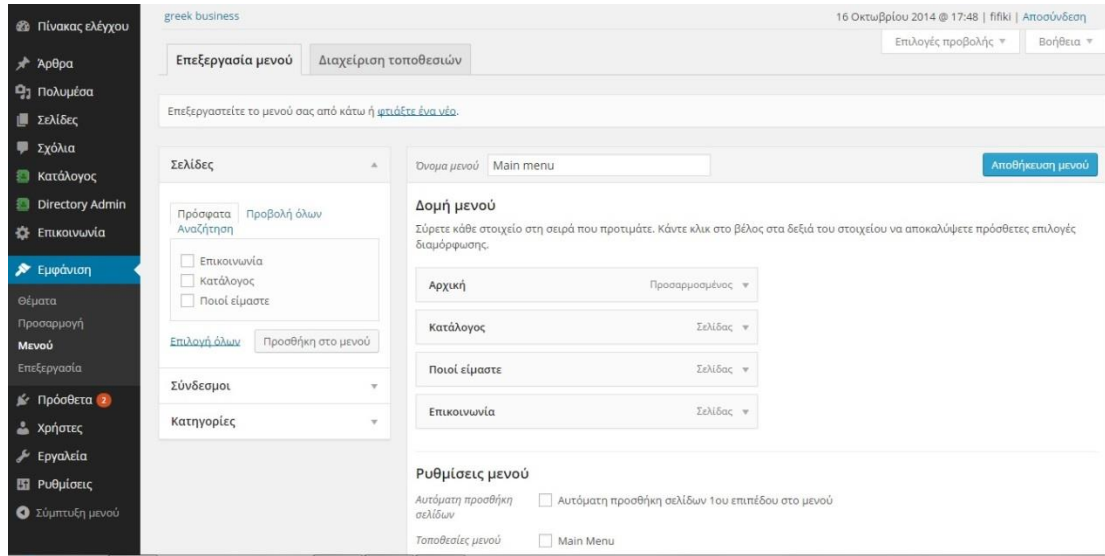 Πίνακας ελέγχου
Άρθρα
Πολυμέσα
Σελίδες
Σχόλια
Κατάλογος
Directory Admin
Επικοινωνία
Εμφάνιση
Θέματα
Προσαρμογή
Μενού
Επεξεργασία
Πρόσθετα 2
Χρήστες
Εργαλεία
Ρυθμίσεις
Σύμπτυξη μενού
greek business
16 Οκτωβρίου 2014 @ 17:48 | fifiki | Αποσύνδεση
Επιλογές προβολής
Βοήθεια
Επεξεργασία μενού
Διαχείριση τοποθεσιών
Επεξεργαστείτε το μενού σας από κάτω ή φτιάξτε ένα νέο.
Σελίδες
Πρόσφατα
Προβολή όλων
Αναζήτηση
Επικοινωνία
Κατάλογος
Ποιοί είμαστε
Επιλογή όλων
Προσθήκη στο μενού
Σύνδεσμοι
Κατηγορίες
Όνομα μενού
Main menu
Αποθήκευση μενού
Δομή μενού
Σύρετε κάθε στοιχείο στη σειρά που προτιμάτε. Κάντε κλικ στο βέλος στα δεξιά του στοιχείου να αποκαλύψετε πρόσθετες επιλογές
διαμόρφωσης.
Αρχική Προσαρμοσμένος
Κατάλογος Σελίδας
Ποιοί είμαστε Σελίδας
Επικοινωνία Σελίδας
Ρυθμίσεις μενού
Αυτόματη προσθήκη
σελίδων
Αυτόματη προσθήκη σελίδων 1ου επιπέδου στο μενού
Τοποθεσίες μενού
Main Menu